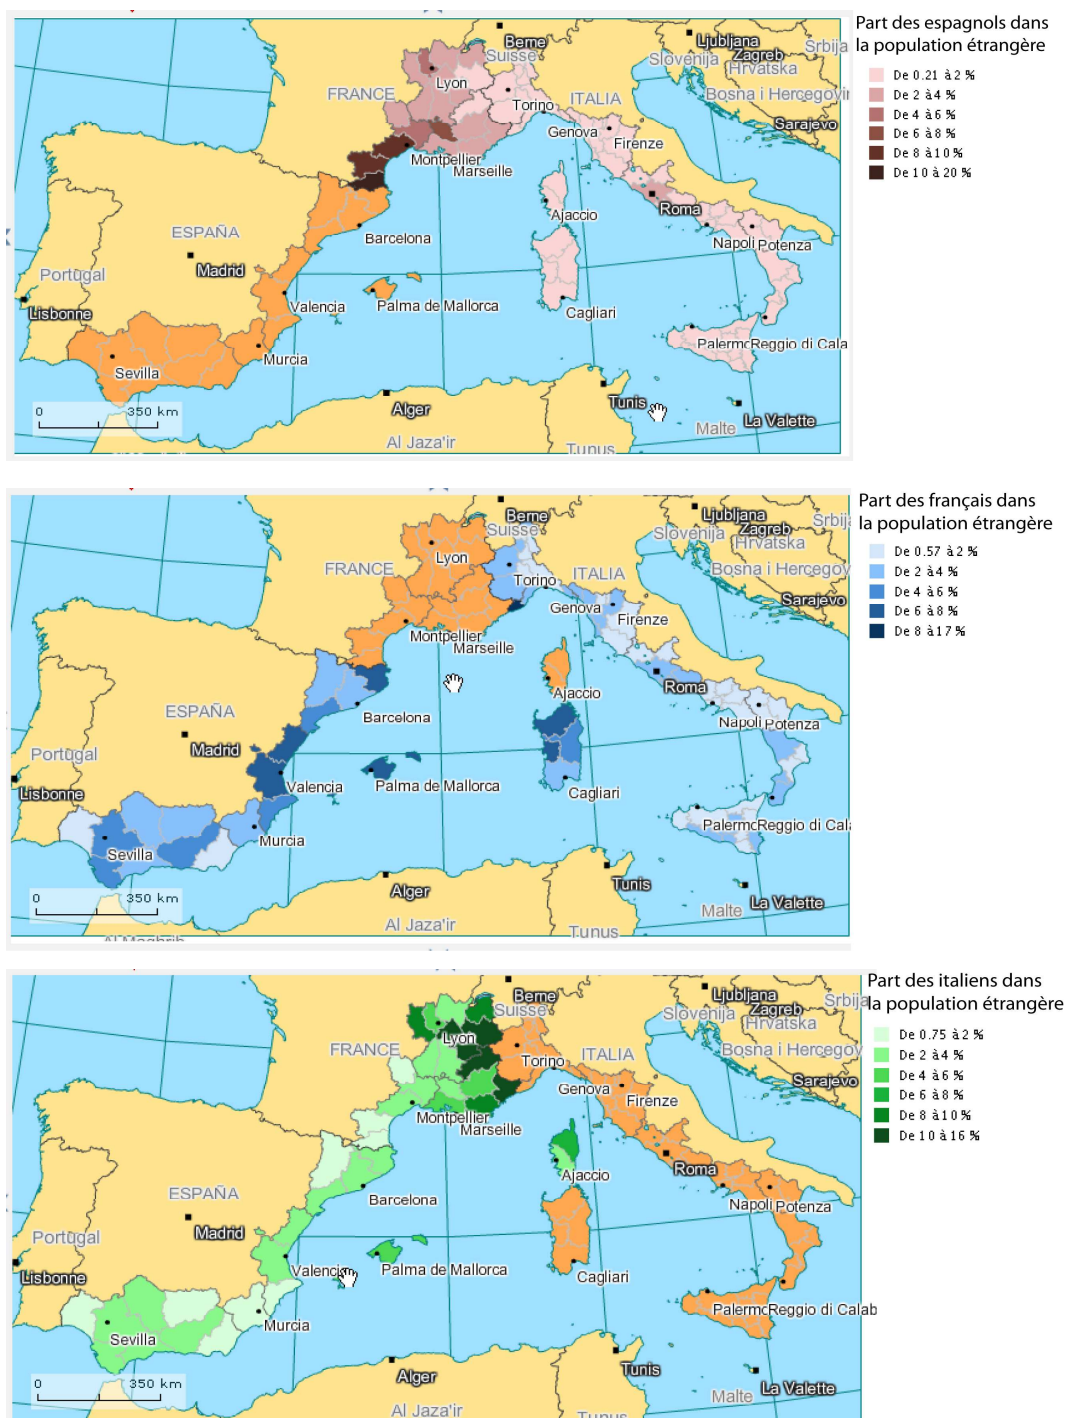 Part des espagnols dans
la population étrangère
De 0.21 à 2 %
De 2 à 4 %
De 4 à 6 %
De 6 à 8 %
De 8 à 10 %
De 10 à 20 %
Berne
Suisse
Ljubljana
Slovenija
Zagreb
Srbija
Hrvatska
Bosna i Hercegovin
Sarajevo
FRANCE
Lyon
Torino
ITALIA
Genova
Firenze
Montpellier
Marseille
Ajaccio
Roma
Napoli
Potenza
ESPAÑA
Barcelona
Madrid
Portugal
Lisbonne
Valencia
Palma de Mallorca
Cagliari
Murcia
Sevilla
Palermo
Reggio di Cala
0 350 km
Alger
Tunis
La Valette
Malte
Al Jaza'ir
Tunus
Part des français dans
la population étrangère
De 0.57 à 2 %
De 2 à 4 %
De 4 à 6 %
De 6 à 8 %
De 8 à 17 %
Berne
Suisse
Ljubljana
Slovenija
Zagreb
Srbij
Hrvatska
Bosna i Hercegov
Sarajevo
FRANCE
Lyon
Torino
ITALIA
Genova
Firenze
Montpellier
Marseille
Ajaccio
Roma
Napoli
Potenza
ESPAÑA
Barcelona
Madrid
Portugal
Lisbonne
Valencia
Palma de Mallorca
Cagliari
Murcia
Sevilla
Palermo
Reggio di Cala
0 350 km
Alger
Tunis
La Valette
Malte
Al Jaza'ir
Tunus
Al Maghrib
Part des italiens dans
la population étrangère
De 0.75 à 2 %
De 2 à 4 %
De 4 à 6 %
De 6 à 8 %
De 8 à 10 %
De 10 à 16 %
Berne
Suisse
Ljubljana
Slovenija
Zagreb
Srbija
Hrvatska
Bosna i Hercegov
Sarajevo
FRANCE
Lyon
Torino
ITALIA
Genova
Firenze
Montpellier
Marseille
Ajaccio
Roma
Napoli
Potenza
ESPAÑA
Barcelona
Madrid
Portugal
Lisbonne
Valencia
Palma de Mallorca
Cagliari
Murcia
Sevilla
Palermo
Reggio di Calab
0 350 km
Alger
Tunis
La Valette
Malte
Al Jaza'ir
Tunus